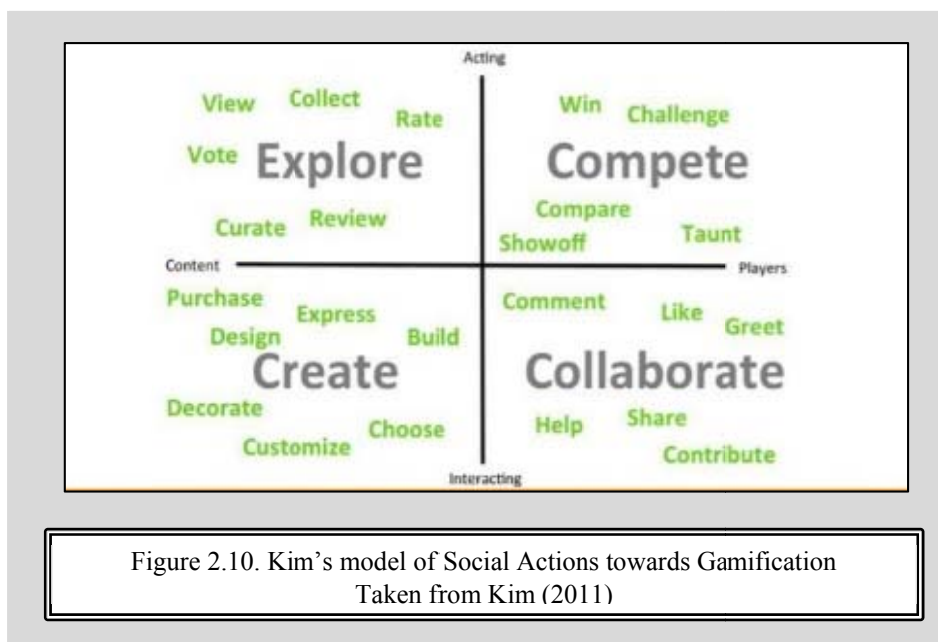 Acting
View Collect Rate
Win Challenge
Vote Explore
Compete
Curate Review
Compare
Showoff Taunt
Content Players
Purchase Express
Design Build
Create
Comment Like Greet
Collaborate
Decorate
Customize Choose
Help Share
Contribute
Interacting
Figure 2.10. Kim’s model of Social Actions towards Gamification
Taken from Kim (2011)